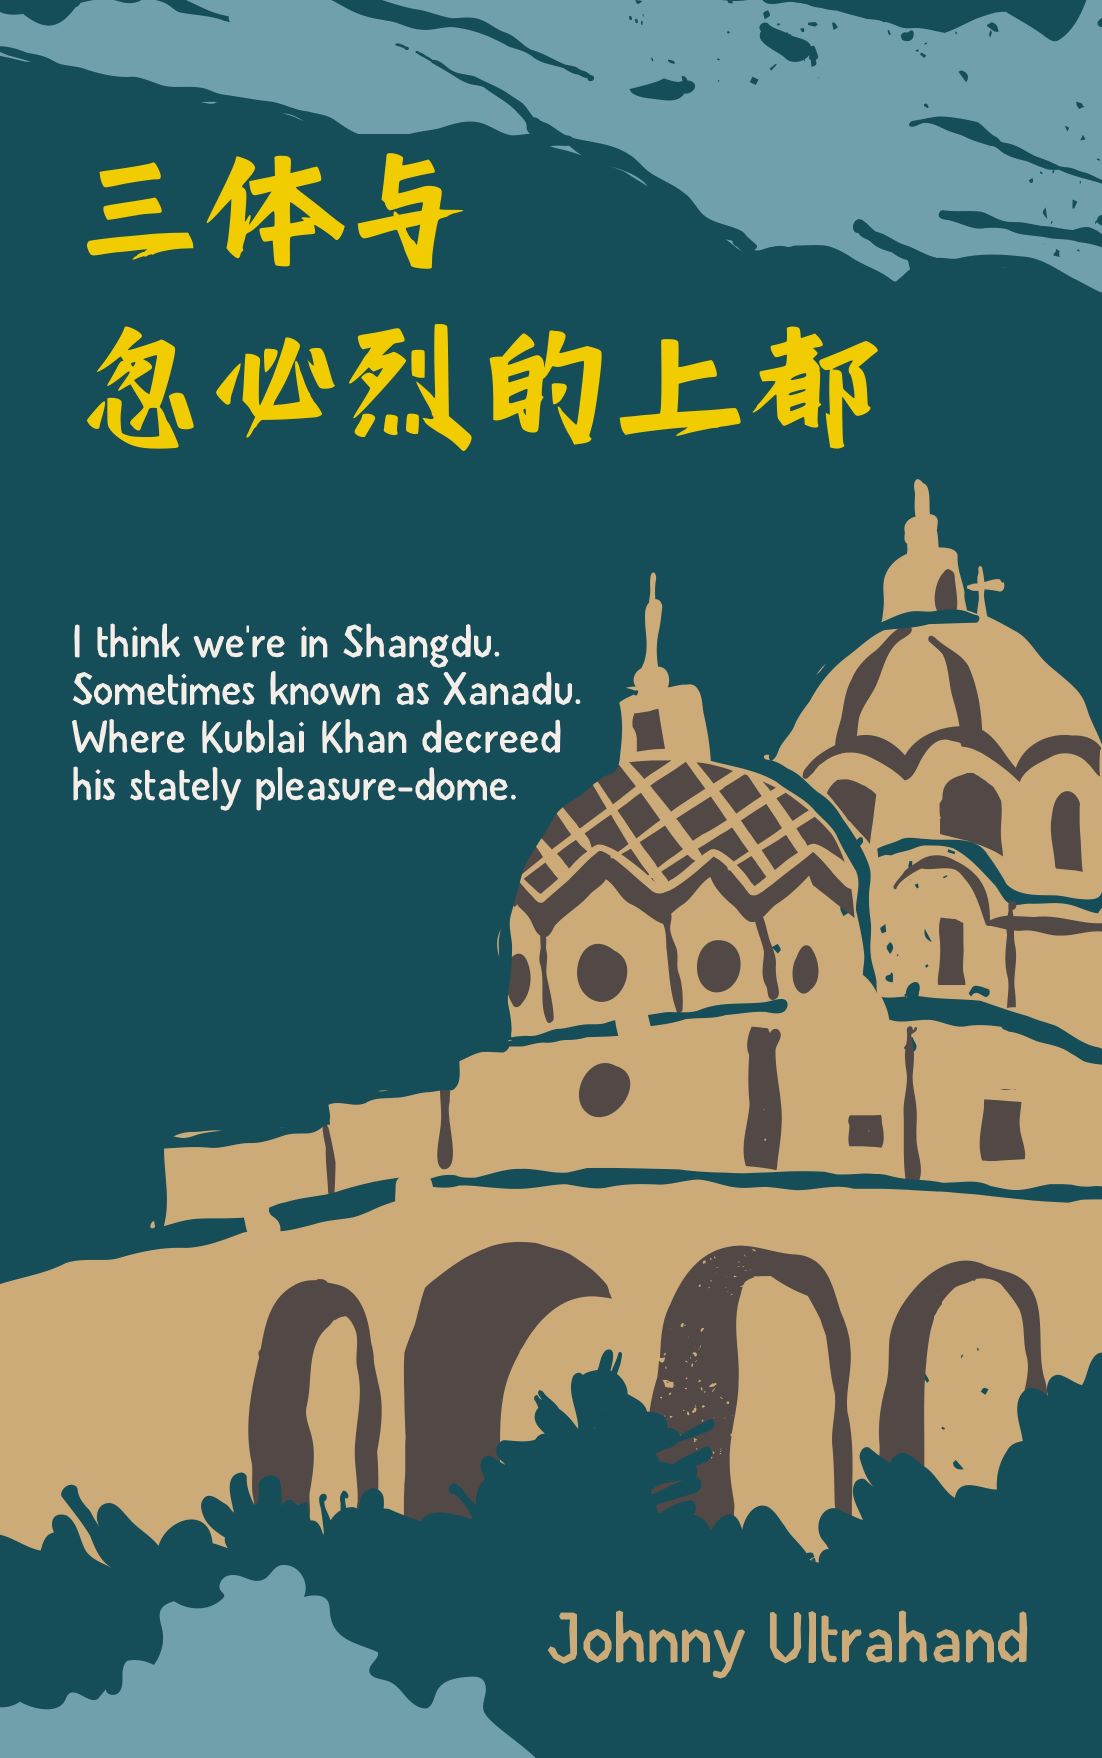 三体与
忽必烈的上都
I think we're in Shangdu.
Sometimes known as Xanadu.
Where Kublai Khan decreed
his stately pleasure-dome.
Johnny Ultrahand